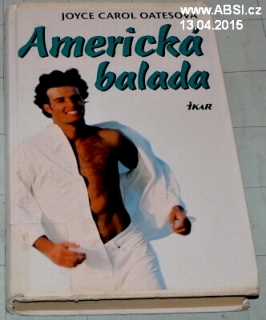 www.ABSI.cz
13.04.2015
JOYCE CAROL OATESOVÁ
Americká
balada
IKAR